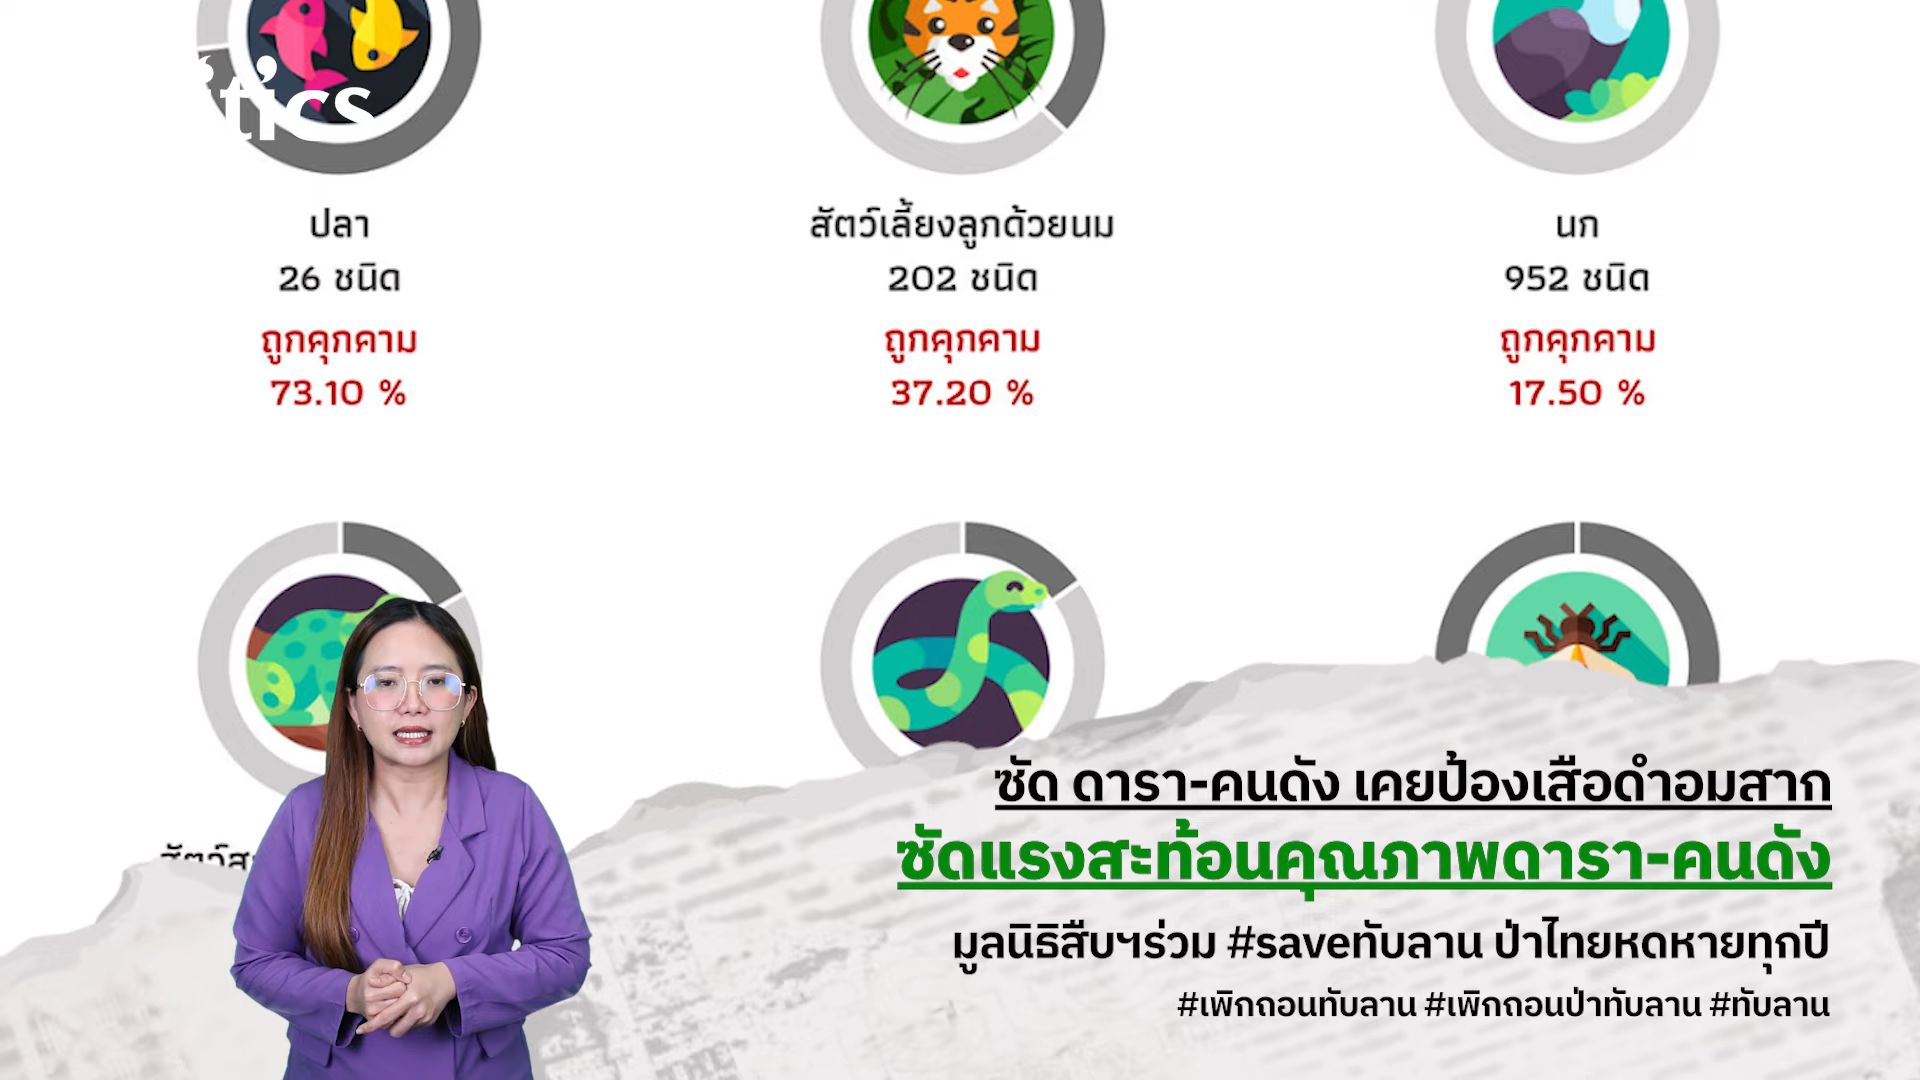 itics
ปลา
26 ชนิด
ถูกคุกคาม
73.10 %
สัตว์เลี้ยงลูกด้วยนม
202 ชนิด
ถูกคุกคาม
37.20 %
นก
952 ชนิด
ถูกคุกคาม
17.50 %
ซัด ดารา-คนดัง เคยป้องเสือดำอมสาก
ซัดแรงสะท้อนคุณภาพดารา-คนดัง
มูลนิธิสืบฯร่วม #saveทับลาน ป่าไทยหดหายทุกปี
#เพิกถอนทับลาน #เพิกถอนป่าทับลาน #ทับลาน